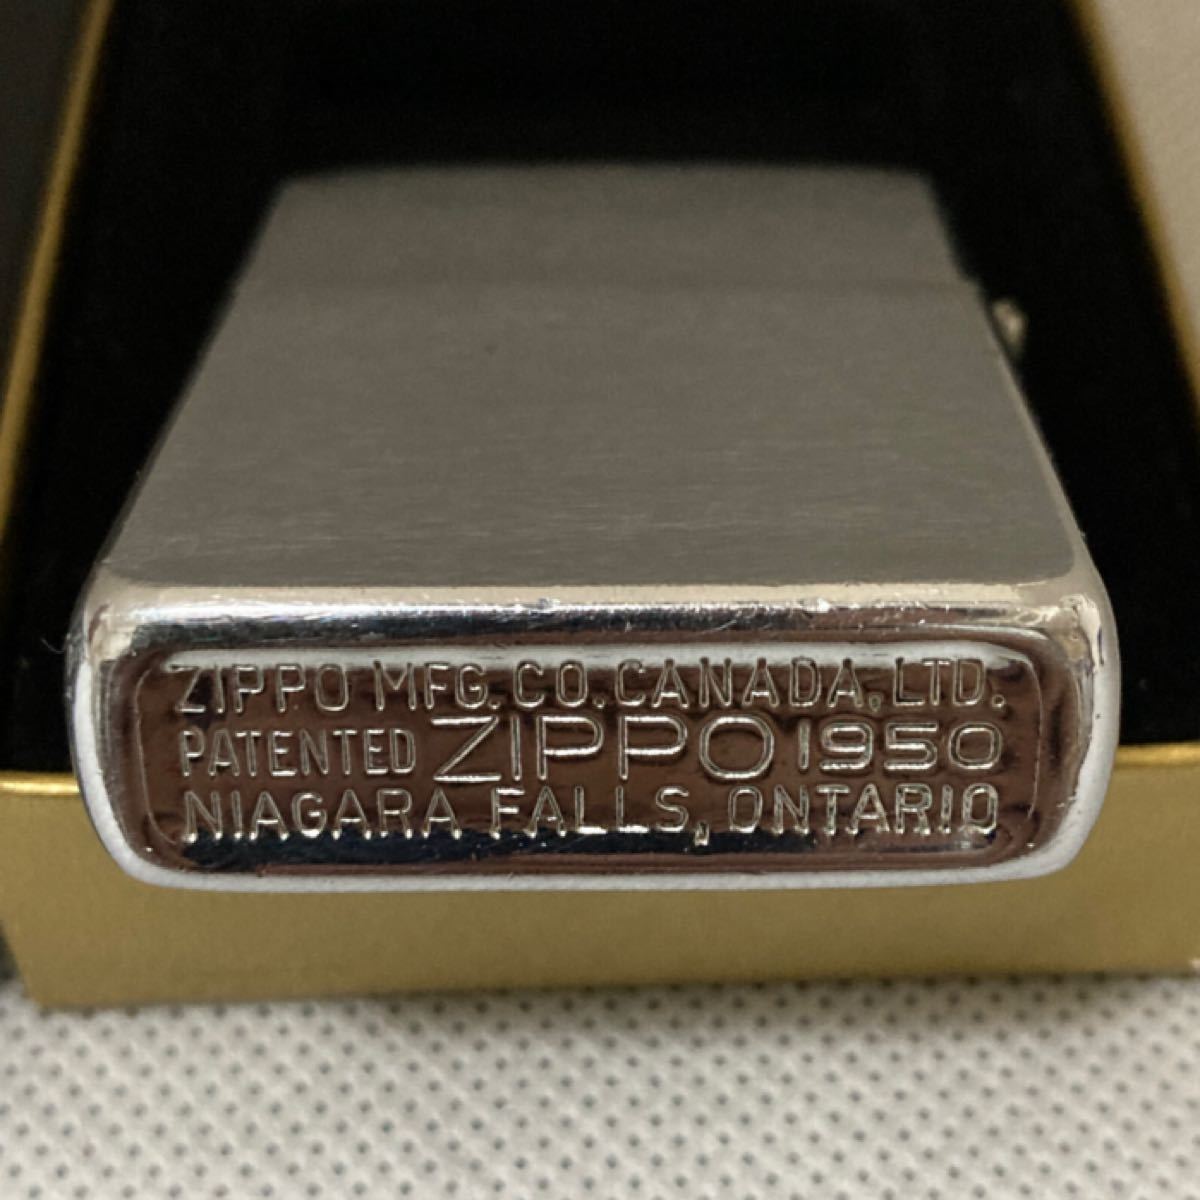 ZIPPO MFG. CO. CANADA, LTD.
PATENTED ZIPPO 1950
NIAGARA FALLS, ONTARIO